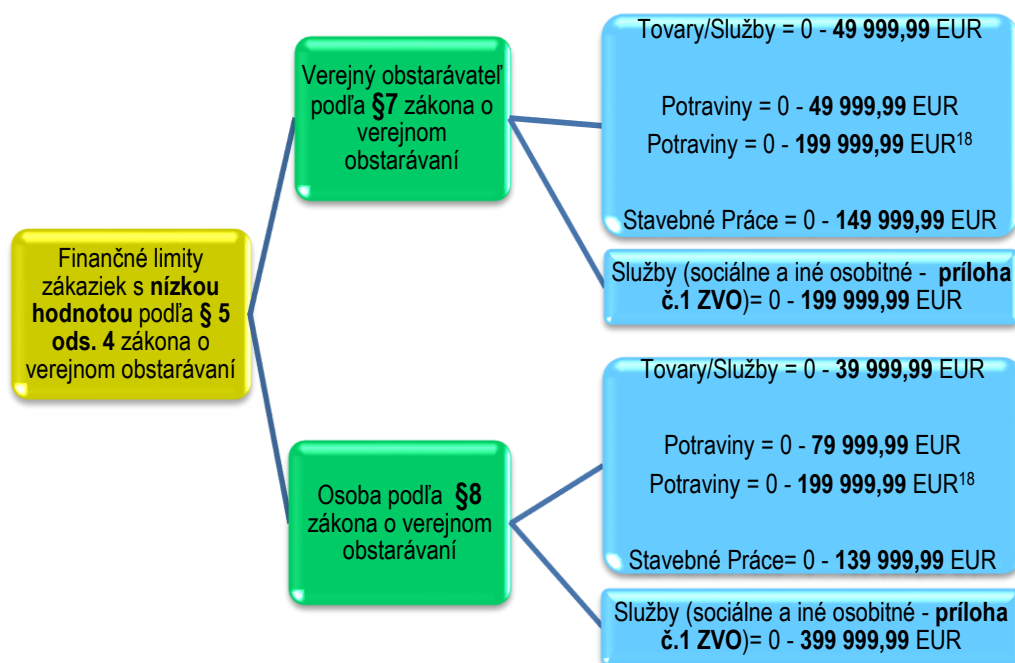 Finančné limity
zákaziek s nízkou
hodnotou podľa § 5
ods. 4 zákona o
verejnom obstarávaní
Verejný obstarávateľ
podľa §7 zákona o
verejnom
obstarávaní
Tovary/Služby = 0 - 49 999,99 EUR
Potraviny = 0 - 49 999,99 EUR
Potraviny = 0 - 199 999,99 EUR18
Stavebné Práce = 0 - 149 999,99 EUR
Služby (sociálne a iné osobitné - príloha
č.1 ZVO)= 0 - 199 999,99 EUR
Osoba podľa §8
zákona o verejnom
obstarávaní
Tovary/Služby = 0 - 39 999,99 EUR
Potraviny = 0 - 79 999,99 EUR
Potraviny = 0 - 199 999,99 EUR18
Stavebné Práce= 0 - 139 999,99 EUR
Služby (sociálne a iné osobitné - príloha
č.1 ZVO)= 0 - 399 999,99 EUR